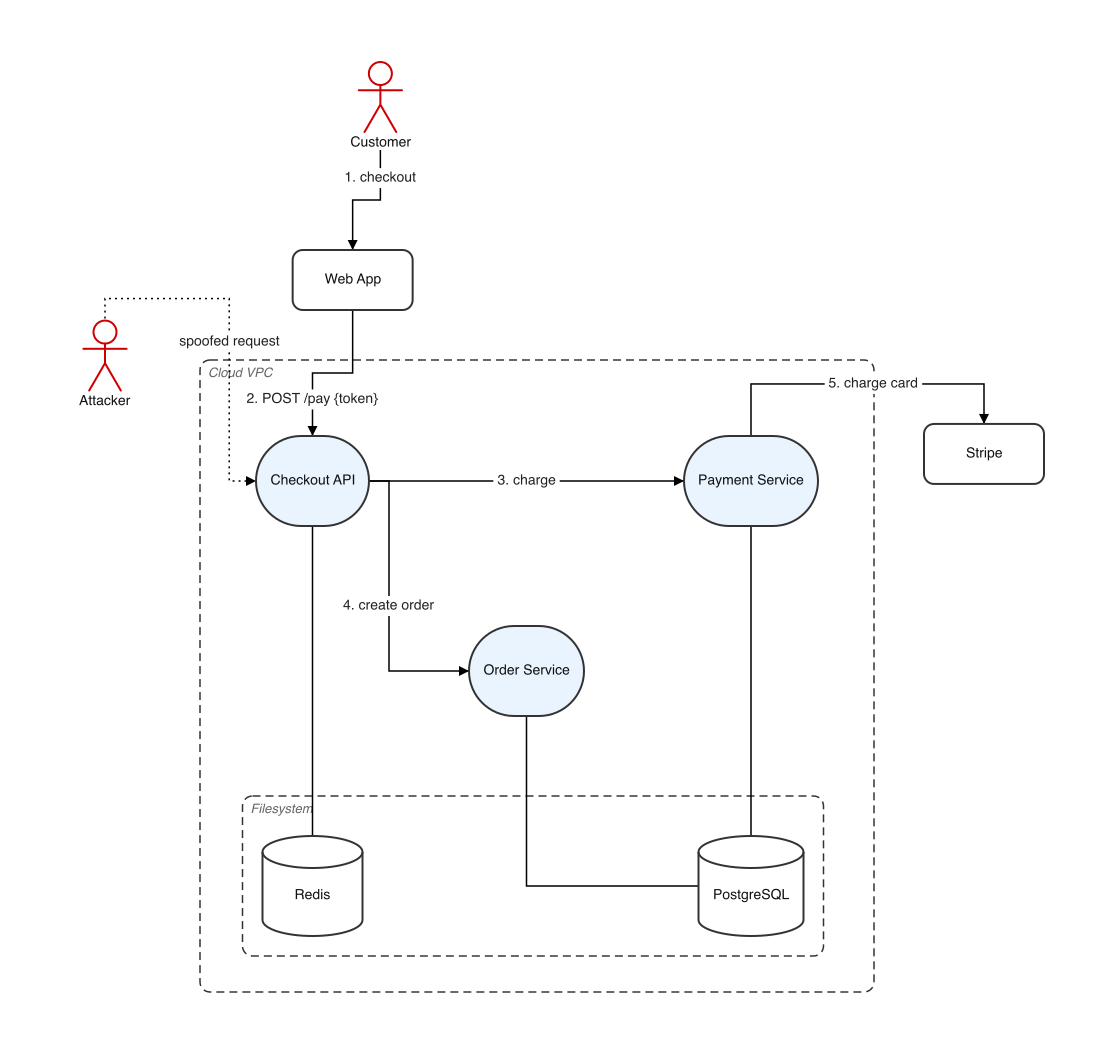 Customer
1. checkout
Web App
spoofed request
Attacker
Cloud VPC
2. POST /pay {token}
5. charge card
Stripe
Checkout API
3. charge
Payment Service
4. create order
Order Service
Filesystem
Redis
PostgreSQL